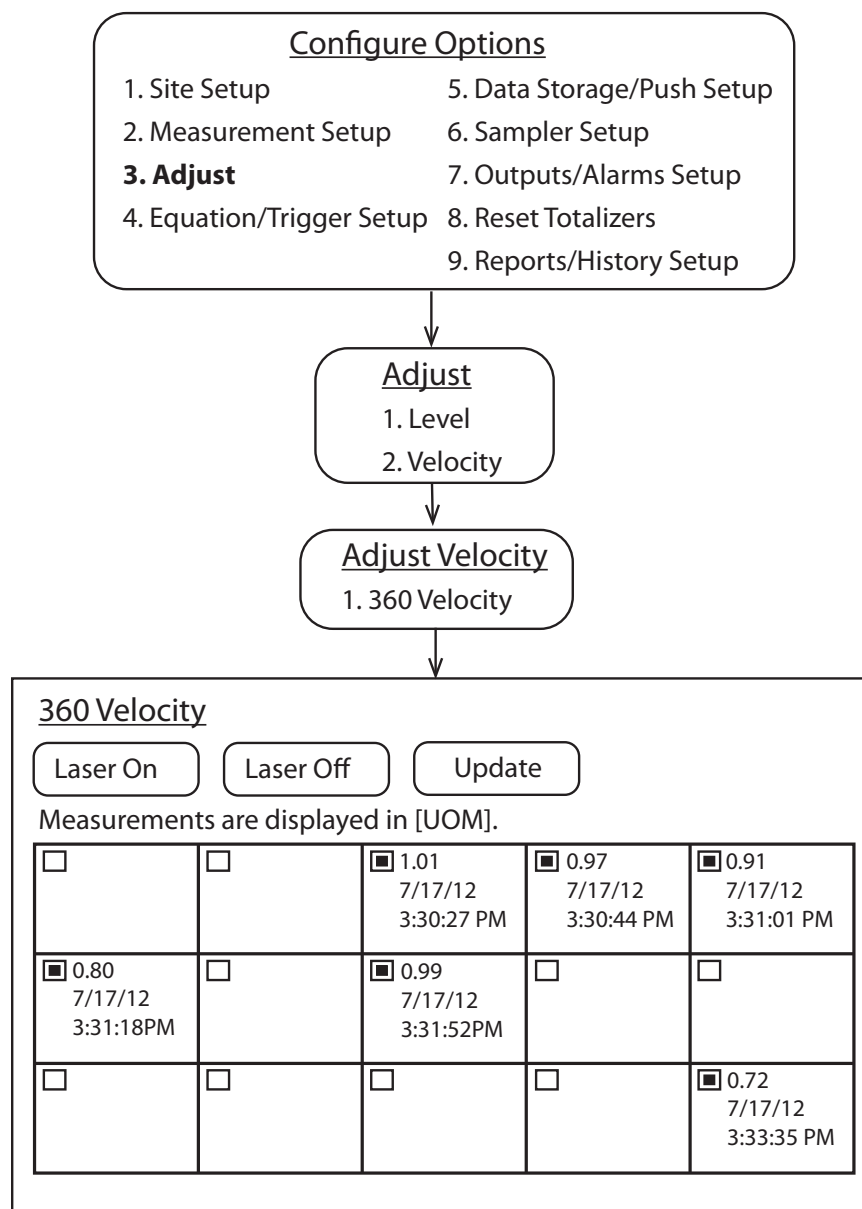 Configure Options
1. Site Setup
2. Measurement Setup
3. Adjust
4. Equation/Trigger Setup
5. Data Storage/Push Setup
6. Sampler Setup
7. Outputs/Alarms Setup
8. Reset Totalizers
9. Reports/History Setup
Adjust
1. Level
2. Velocity
Adjust Velocity
1. 360 Velocity
360 Velocity
Laser On
Laser Off
Update
Measurements are displayed in [UOM].
1.01
7/17/12
3:30:27 PM
0.97
7/17/12
3:30:44 PM
0.91
7/17/12
3:31:01 PM
0.80
7/17/12
3:31:18PM
0.99
7/17/12
3:31:52PM
0.72
7/17/12
3:33:35 PM